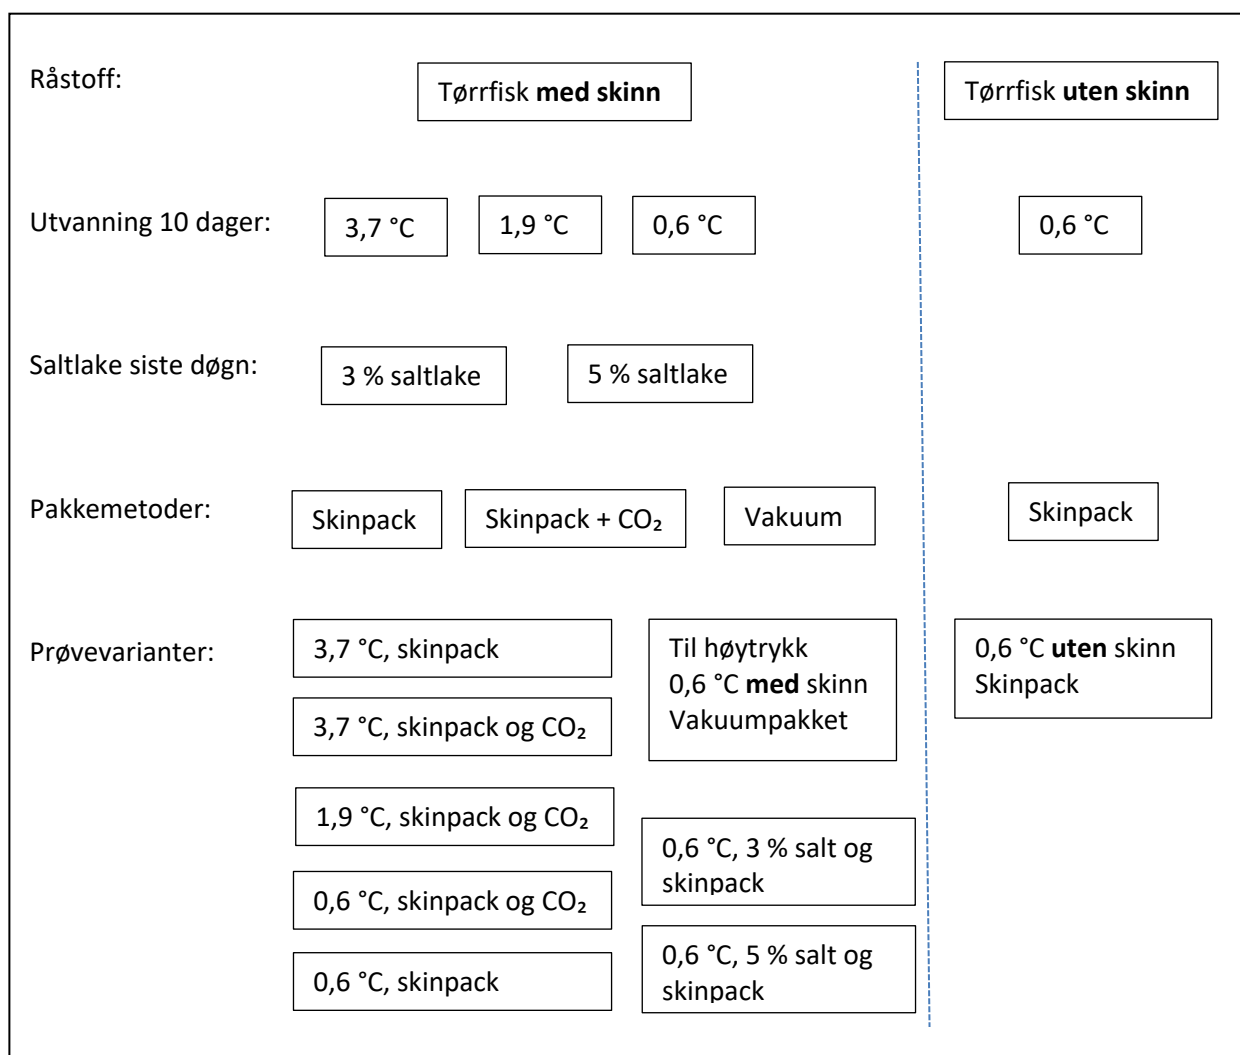 Råstoff:
Tørrfisk med skinn
Tørrfisk uten skinn
Utvanning 10 dager:
3,7 °C
1,9 °C
0,6 °C
0,6 °C
Saltlake siste døgn:
3 % saltlake
5 % saltlake
Pakkemetoder:
Skinpack
Skinpack + CO₂
Vakuum
Skinpack
Prøvevarianter:
3,7 °C, skinpack
3,7 °C, skinpack og CO₂
1,9 °C, skinpack og CO₂
0,6 °C, skinpack og CO₂
0,6 °C, skinpack
Til høytrykk
0,6 °C med skinn
Vakuumpakket
0,6 °C, 3 % salt og
skinpack
0,6 °C, 5 % salt og
skinpack
0,6 °C uten skinn
Skinpack